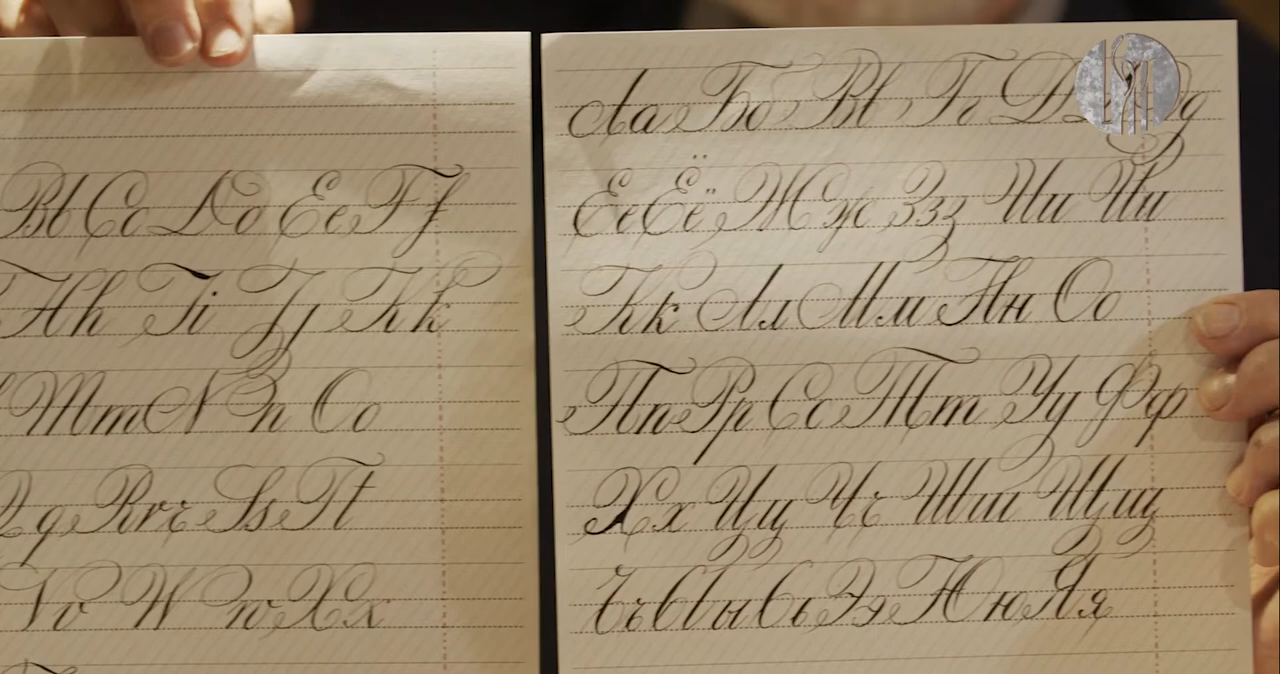 Bb Cc Dd Ee Ff
Hh Ii Jj Kk
Mm Nn Oo
Qq Rr Ss Tt
Vv Ww Xx
Аа Бб Вв Гг Дд
Ее Ёё Жж Ззз Ии Йй
Кк Лл Мм Нн Оо
Пп Рр Сс Тт Уу Фф
Хх Цц Чч Шш Щщ
Ъъ Ыы Ьь Ээ Юю Яя